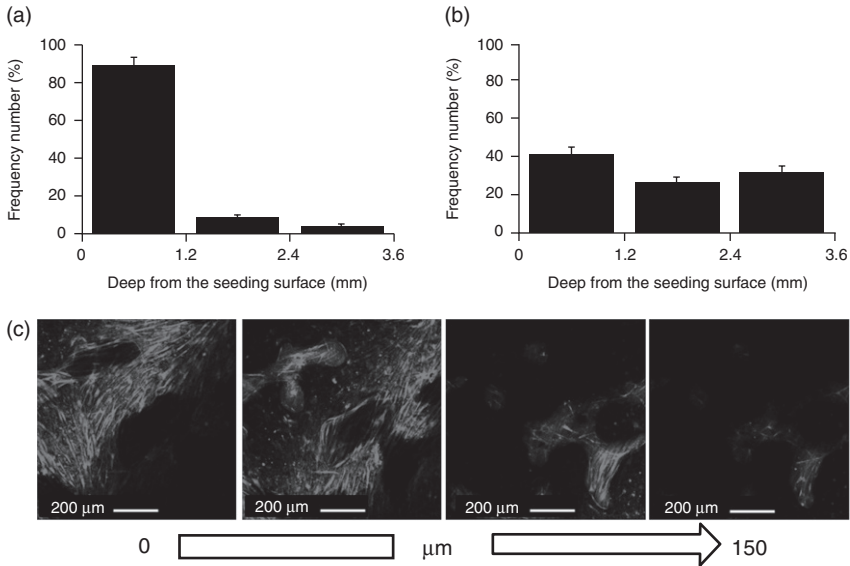 (a)
100
80
60
40
20
0
Frequency number (%)
0 1.2 2.4 3.6
Deep from the seeding surface (mm)
(b)
100
80
60
40
20
0
Frequency number (%)
0 1.2 2.4 3.6
Deep from the seeding surface (mm)
(c)
200 μm 200 μm 200 μm 200 μm
0 μm 150